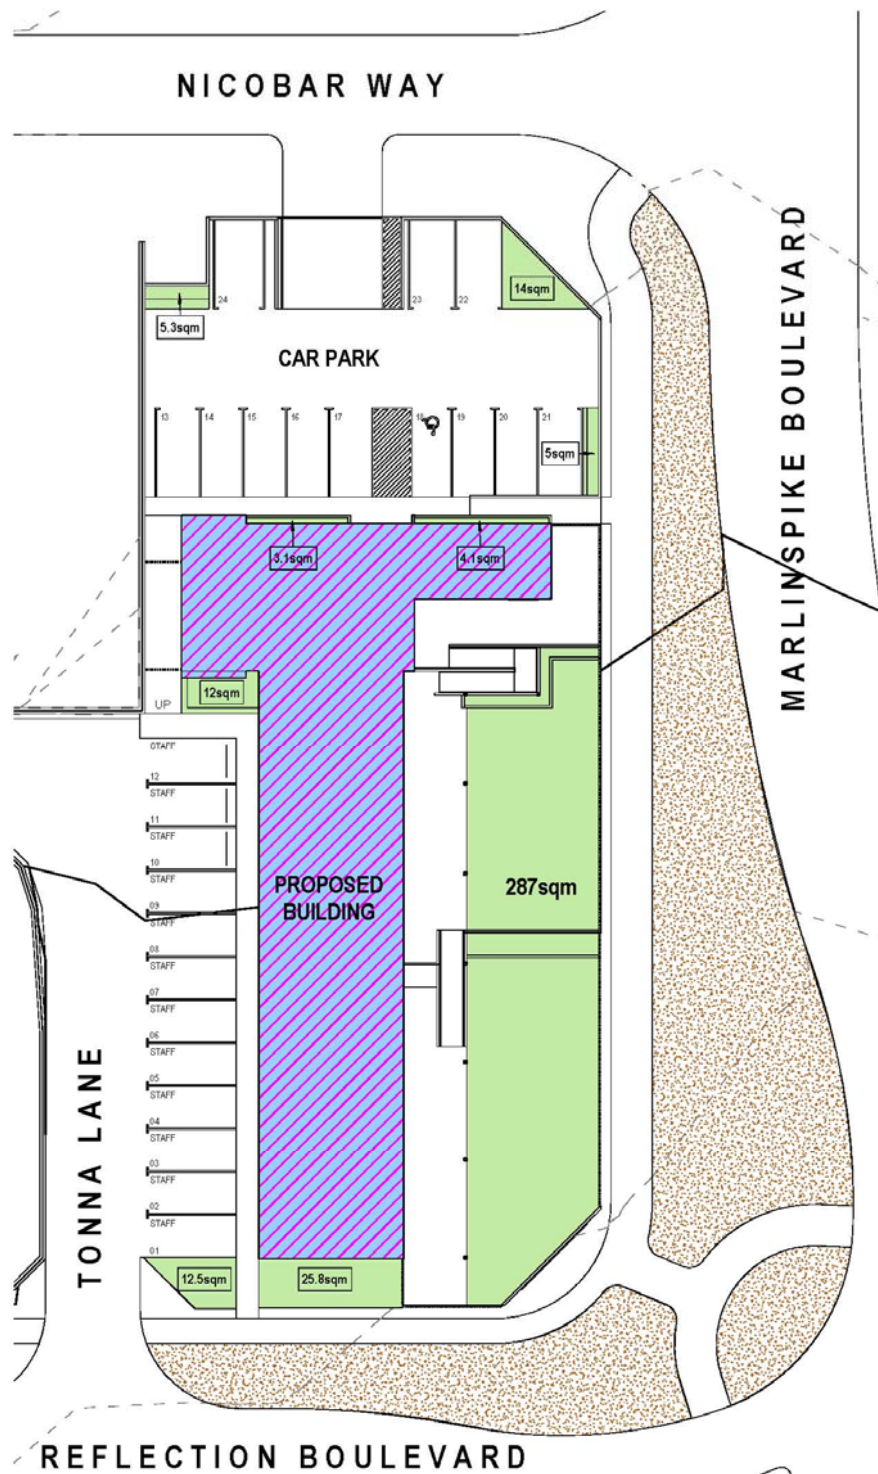 NICOBAR WAY
MARLINSPIKE BOULEVARD
24
23
22
14sqm
5.3sqm
CAR PARK
13
14
15
16
17
18
19
20
21
5sqm
3.1sqm
4.1sqm
12sqm
UP
STAFF
12
STAFF
11
STAFF
10
STAFF
09
STAFF
08
STAFF
07
STAFF
06
STAFF
05
STAFF
04
STAFF
03
STAFF
02
STAFF
01
PROPOSED
BUILDING
287sqm
TONNA LANE
12.5sqm
25.8sqm
REFLECTION BOULEVARD